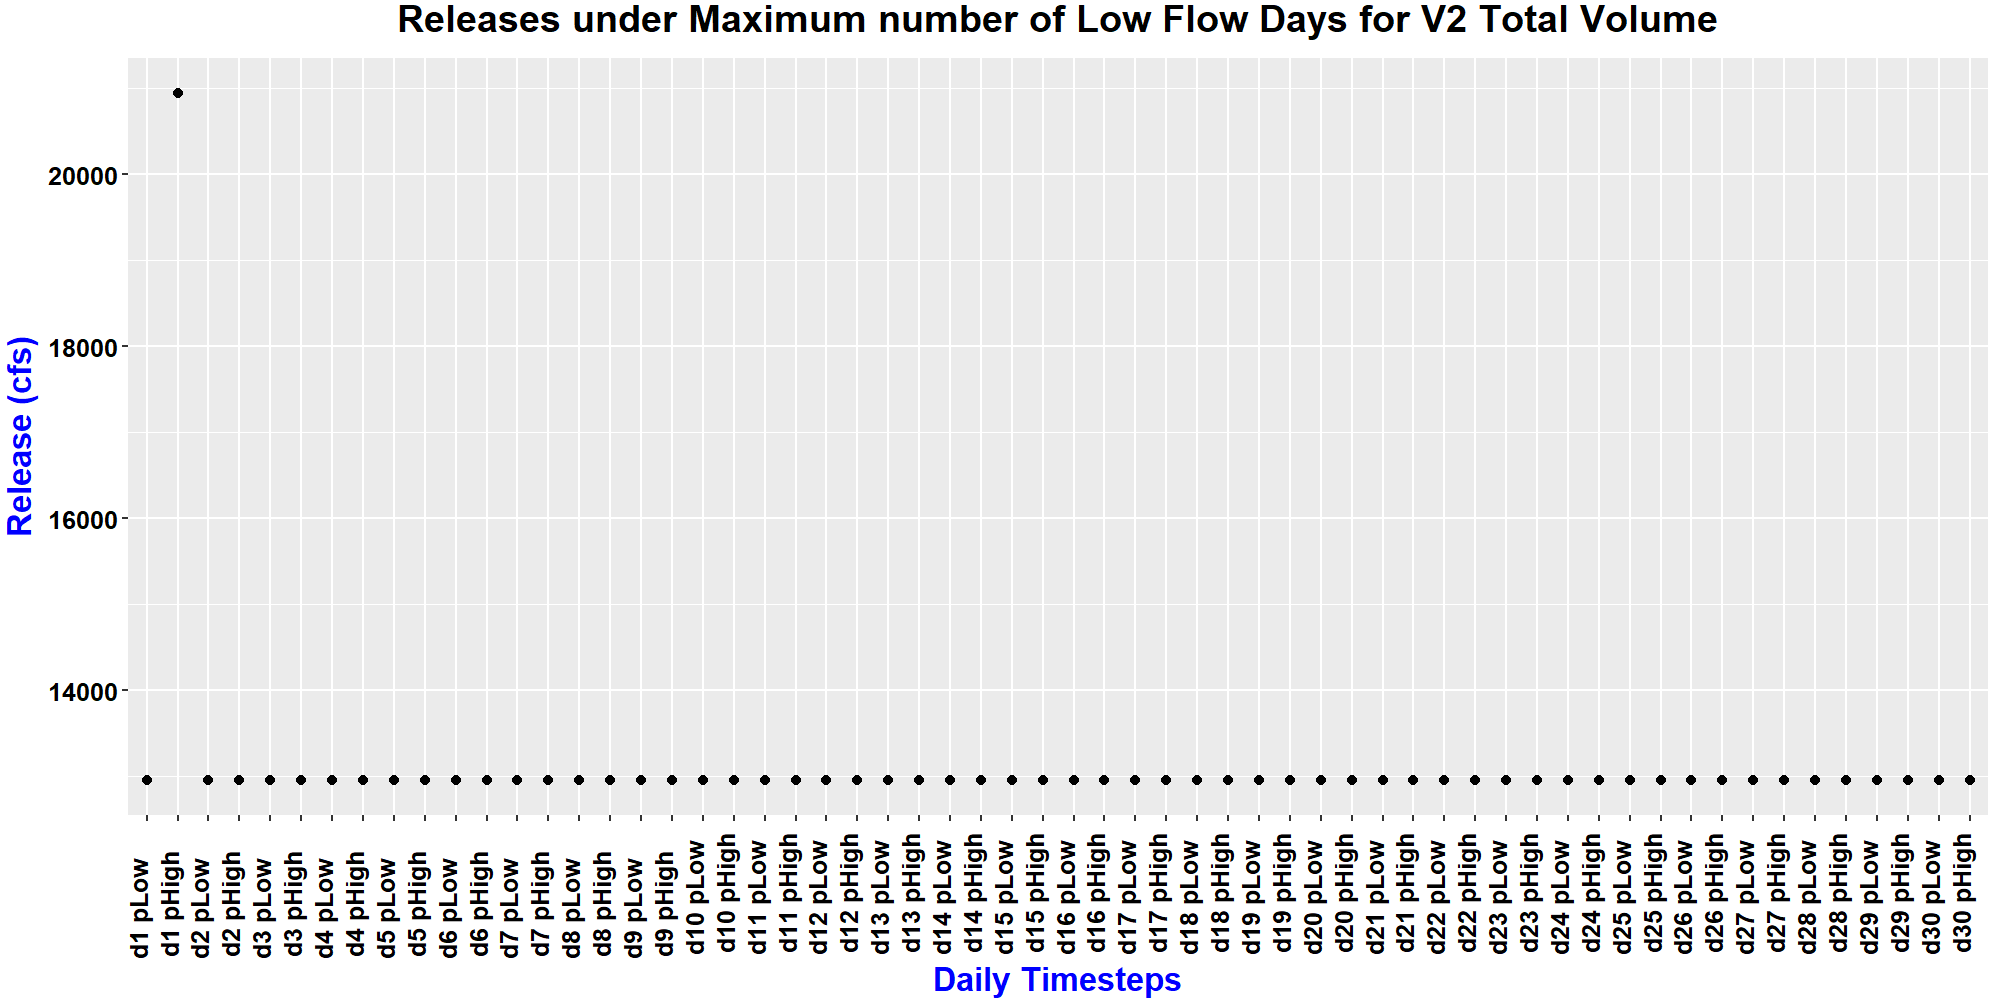 Releases under Maximum number of Low Flow Days for V2 Total Volume
Release (cfs)
20000
18000
16000
14000
d1 pLow
d1 pHigh
d2 pLow
d2 pHigh
d3 pLow
d3 pHigh
d4 pLow
d4 pHigh
d5 pLow
d5 pHigh
d6 pLow
d6 pHigh
d7 pLow
d7 pHigh
d8 pLow
d8 pHigh
d9 pLow
d9 pHigh
d10 pLow
d10 pHigh
d11 pLow
d11 pHigh
d12 pLow
d12 pHigh
d13 pLow
d13 pHigh
d14 pLow
d14 pHigh
d15 pLow
d15 pHigh
d16 pLow
d16 pHigh
d17 pLow
d17 pHigh
d18 pLow
d18 pHigh
d19 pLow
d19 pHigh
d20 pLow
d20 pHigh
d21 pLow
d21 pHigh
d22 pLow
d22 pHigh
d23 pLow
d23 pHigh
d24 pLow
d24 pHigh
d25 pLow
d25 pHigh
d26 pLow
d26 pHigh
d27 pLow
d27 pHigh
d28 pLow
d28 pHigh
d29 pLow
d29 pHigh
d30 pLow
d30 pHigh
Daily Timesteps